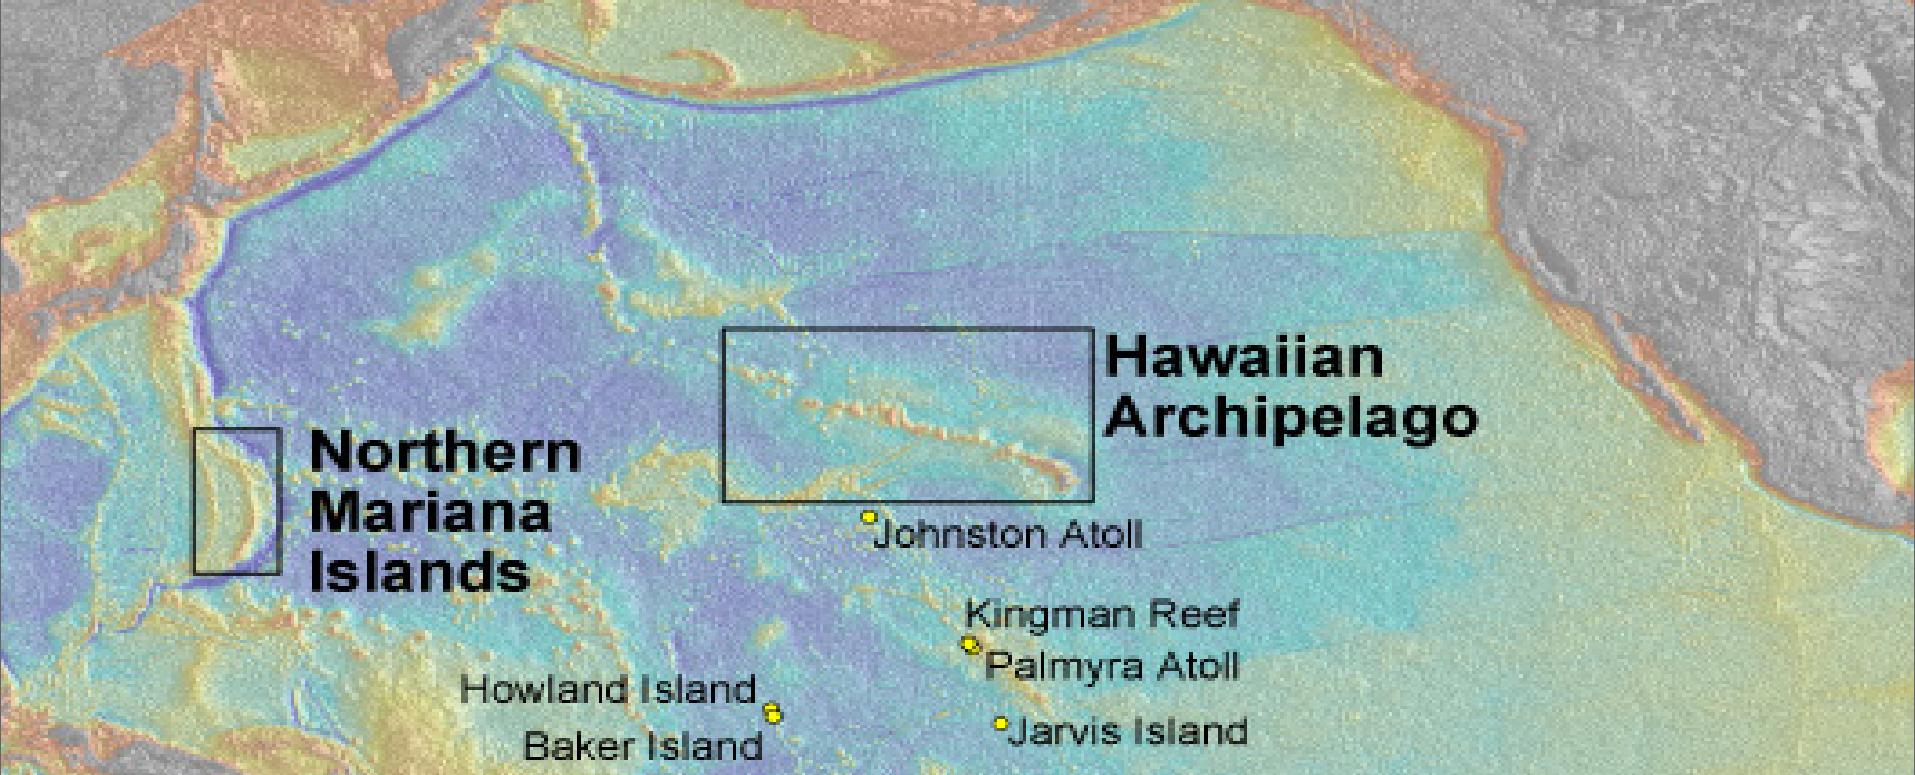 Hawaiian
Archipelago
Northern
Mariana
Islands
Johnston Atoll
Kingman Reef
Palmyra Atoll
Howland Island
Baker Island
Jarvis Island